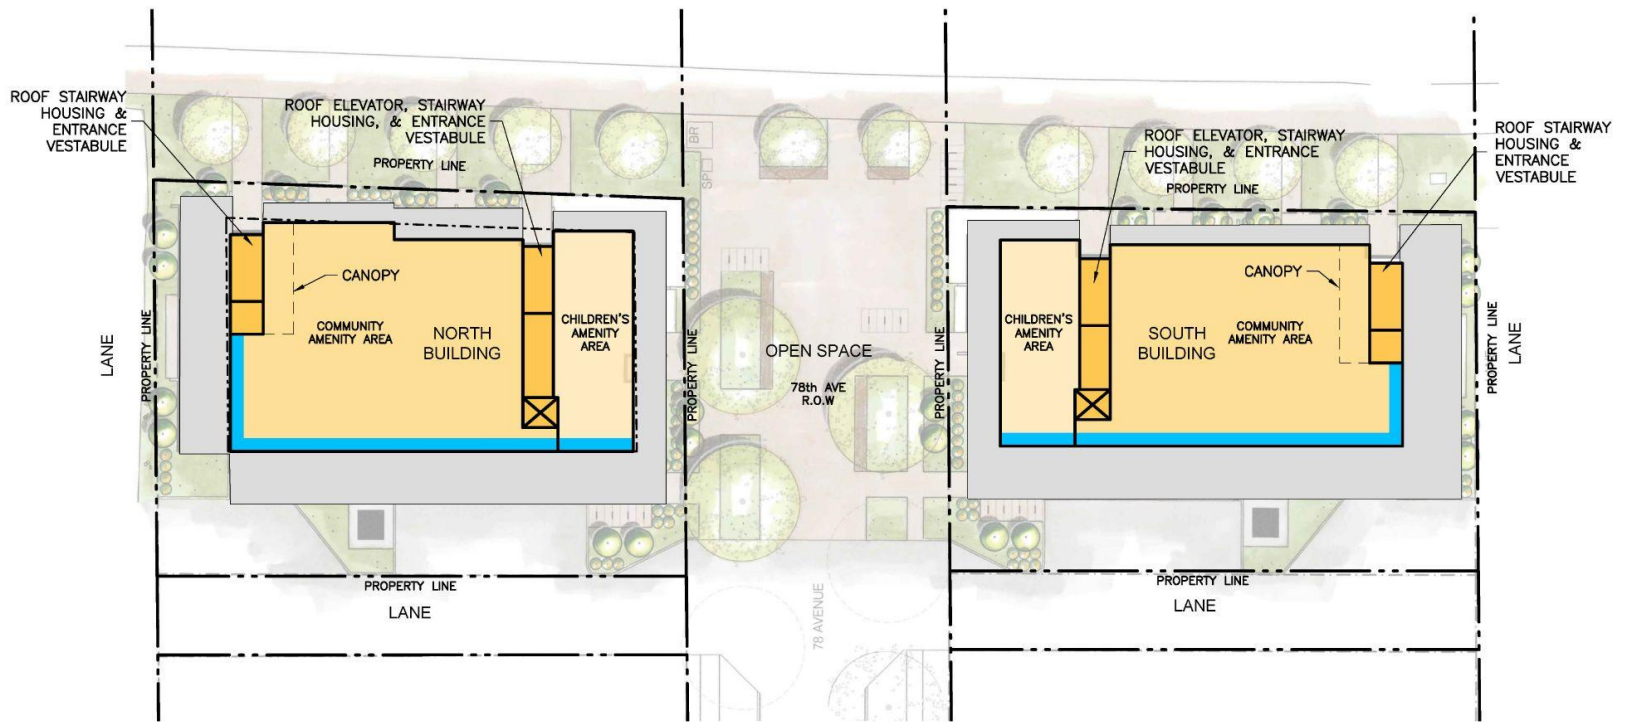 ROOF STAIRWAY
HOUSING &
ENTRANCE
VESTABULE
ROOF ELEVATOR, STAIRWAY
HOUSING, & ENTRANCE
VESTABULE
PROPERTY LINE
BR
SP
ROOF ELEVATOR, STAIRWAY
HOUSING, & ENTRANCE
VESTABULE
PROPERTY LINE
ROOF STAIRWAY
HOUSING &
ENTRANCE
VESTABULE
LANE
PROPERTY LINE
CANOPY
COMMUNITY
AMENITY AREA
NORTH
BUILDING
CHILDREN'S
AMENITY
AREA
PROPERTY LINE
OPEN SPACE
78th AVE
R.O.W
PROPERTY LINE
CHILDREN'S
AMENITY
AREA
SOUTH
BUILDING
COMMUNITY
AMENITY AREA
CANOPY
PROPERTY LINE
LANE
PROPERTY LINE
LANE
78 AVENUE
PROPERTY LINE
LANE